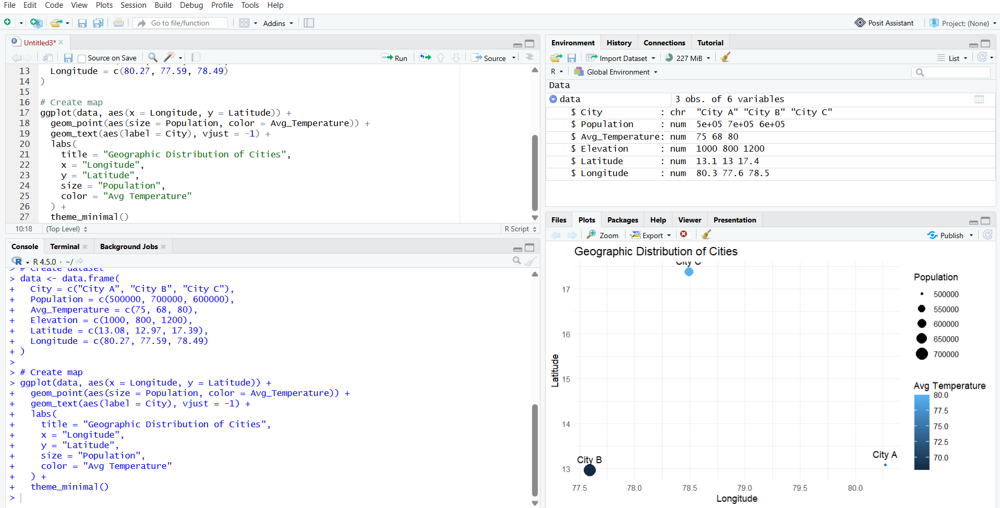 File Edit Code View Plots Session Build Debug Profile Tools Help
Go to file/function Addins Posit Assistant Project: (None)
Untitled3*
Source on Save Run Source
13 Longitude = c(80.27, 77.59, 78.49)
14 )
15
16 # Create map
17 ggplot(data, aes(x = Longitude, y = Latitude)) +
18 geom_point(aes(size = Population, color = Avg_Temperature)) +
19 geom_text(aes(label = City), vjust = -1) +
20 labs(
21 title = "Geographic Distribution of Cities",
22 x = "Longitude",
23 y = "Latitude",
24 size = "Population",
25 color = "Avg Temperature"
26 ) +
27 theme_minimal()
10:18 (Top Level) R Script
Console Terminal Background Jobs
R R 4.5.0 · ~/
> # Create dataset
> data <- data.frame(
+ City = c("City A", "City B", "City C"),
+ Population = c(500000, 700000, 600000),
+ Avg_Temperature = c(75, 68, 80),
+ Elevation = c(1000, 800, 1200),
+ Latitude = c(13.08, 12.97, 17.39),
+ Longitude = c(80.27, 77.59, 78.49)
+ )
>
> # Create map
> ggplot(data, aes(x = Longitude, y = Latitude)) +
+ geom_point(aes(size = Population, color = Avg_Temperature)) +
+ geom_text(aes(label = City), vjust = -1) +
+ labs(
+ title = "Geographic Distribution of Cities",
+ x = "Longitude",
+ y = "Latitude",
+ size = "Population",
+ color = "Avg Temperature"
+ ) +
+ theme_minimal()
>
Environment History Connections Tutorial
Import Dataset 227 MiB List
R Global Environment
Data
data 3 obs. of 6 variables
$ City : chr "City A" "City B" "City C"
$ Population : num 5e+05 7e+05 6e+05
$ Avg_Temperature: num 75 68 80
$ Elevation : num 1000 800 1200
$ Latitude : num 13.1 13 17.4
$ Longitude : num 80.3 77.6 78.5
Files Plots Packages Help Viewer Presentation
Zoom Export Publish
Geographic Distribution of Cities
City C
17
16
15
14
13
Latitude
City B
City A
77.5 78.0 78.5 79.0 79.5 80.0
Longitude
Population
500000
550000
600000
650000
700000
Avg Temperature
80.0
77.5
75.0
72.5
70.0